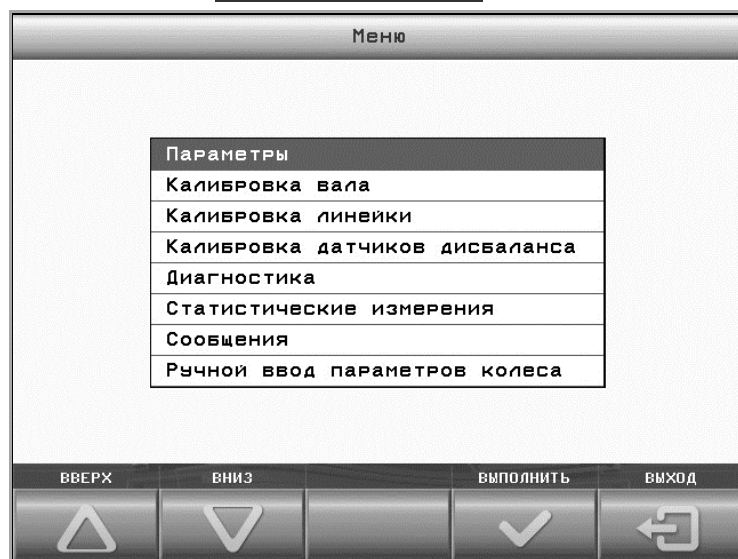 Меню
Параметры
Калибровка вала
Калибровка линейки
Калибровка датчиков дисбаланса
Диагностика
Статистические измерения
Сообщения
Ручной ввод параметров колеса
ВВЕРХ ВНИЗ ВЫПОЛНИТЬ ВЫХОД